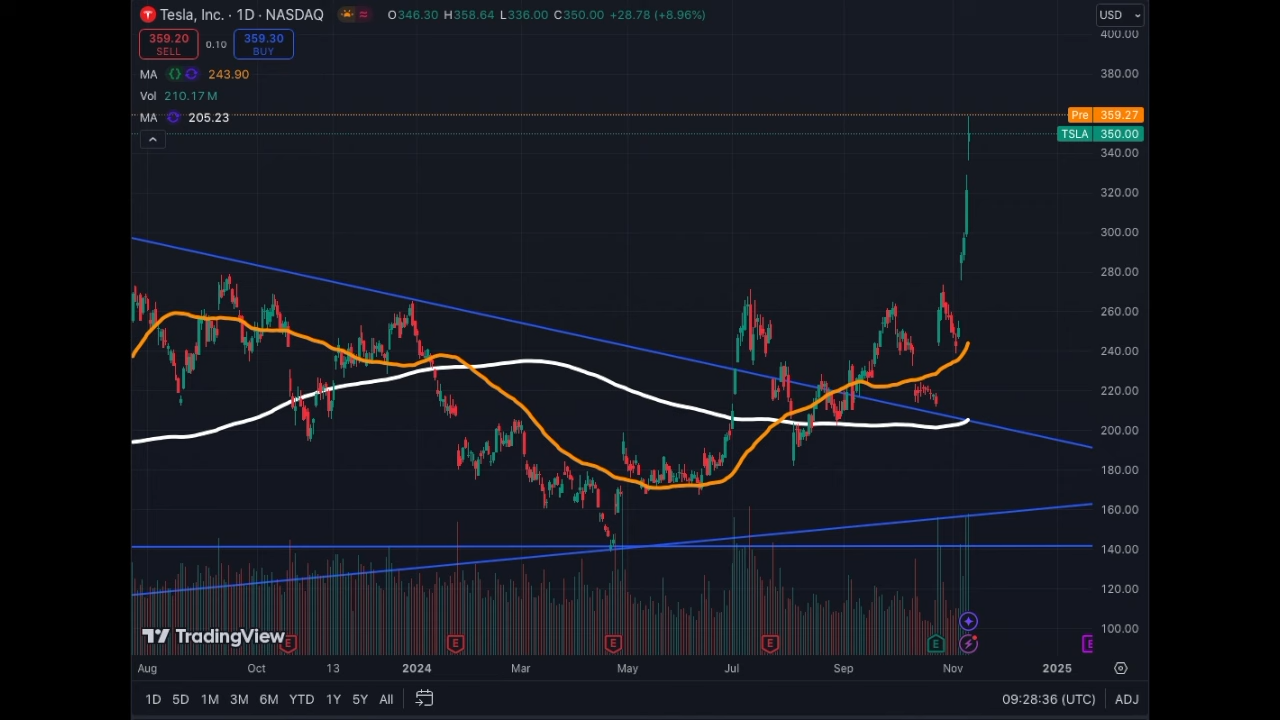 Tesla, Inc. · 1D · NASDAQ O346.30 H358.64 L336.00 C350.00 +28.78 (+8.96%) USD
359.20 0.10 359.30
SELL BUY
MA 243.90
Vol 210.17M
MA 205.23
400.00
380.00
Pre 359.27
TSLA 350.00
340.00
320.00
300.00
280.00
260.00
240.00
220.00
200.00
180.00
160.00
140.00
120.00
100.00
E E E E E E
TradingView
Aug Oct 13 2024 Mar May Jul Sep Nov 2025
1D 5D 1M 3M 6M YTD 1Y 5Y All 09:28:36 (UTC) ADJ